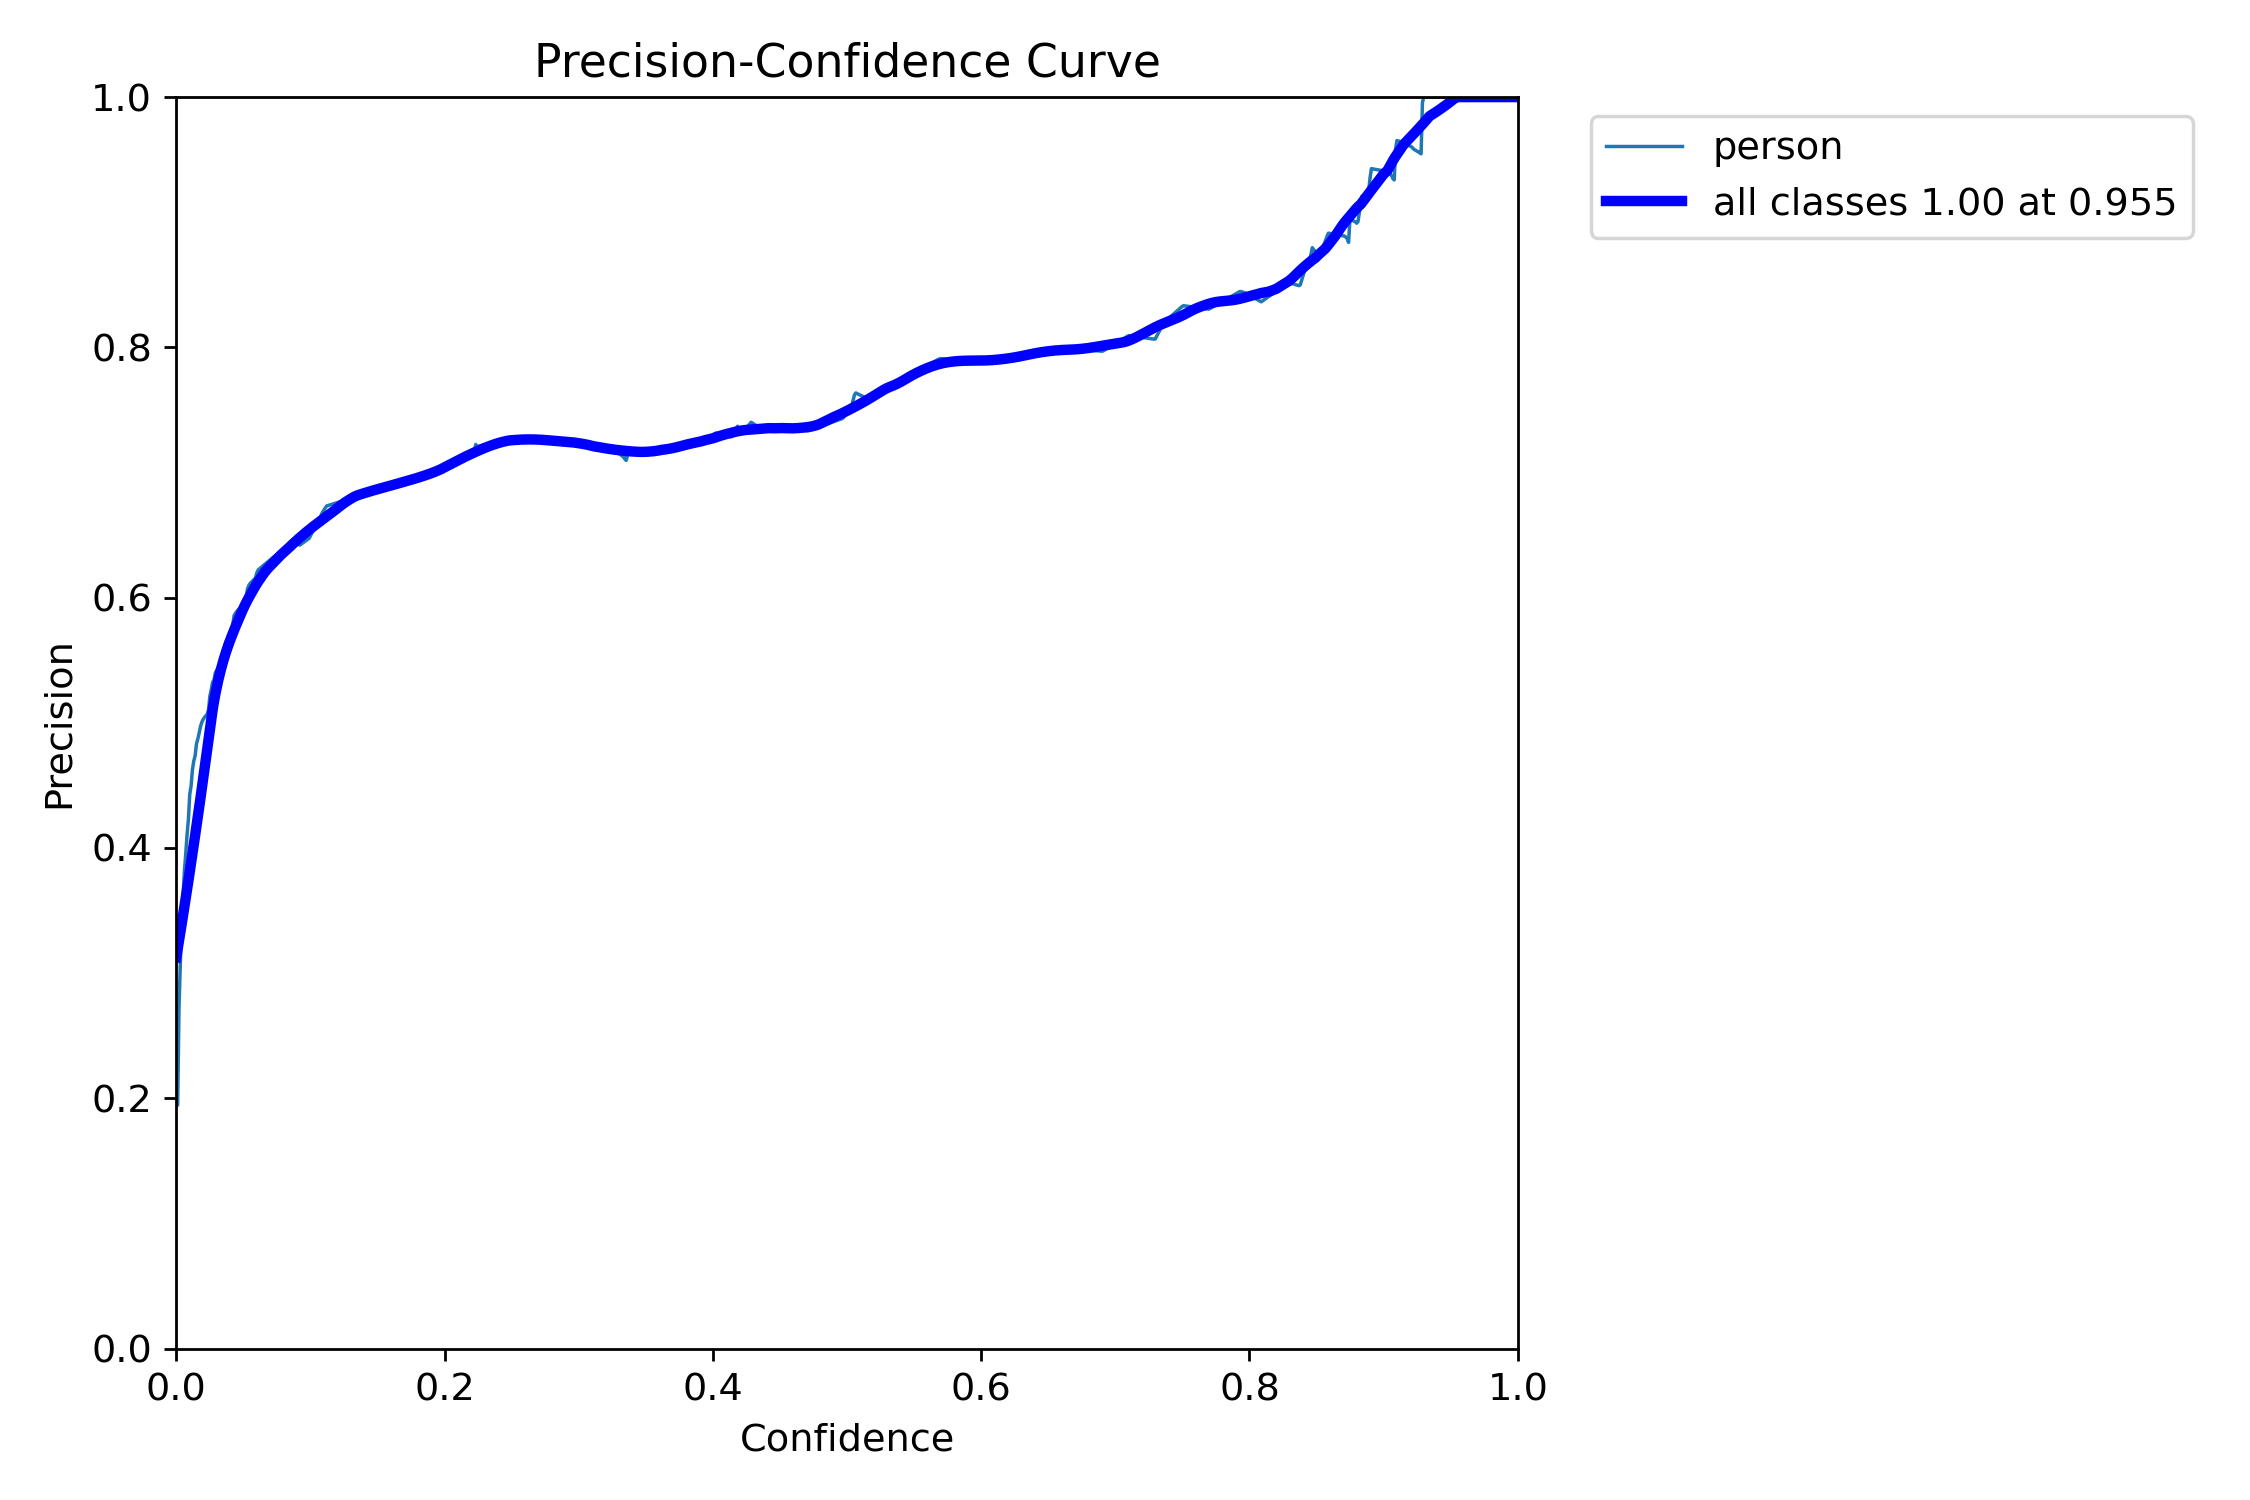 Precision-Confidence Curve
1.0
0.8
0.6
0.4
0.2
0.0
Precision
0.0 0.2 0.4 0.6 0.8 1.0
Confidence
person
all classes 1.00 at 0.955